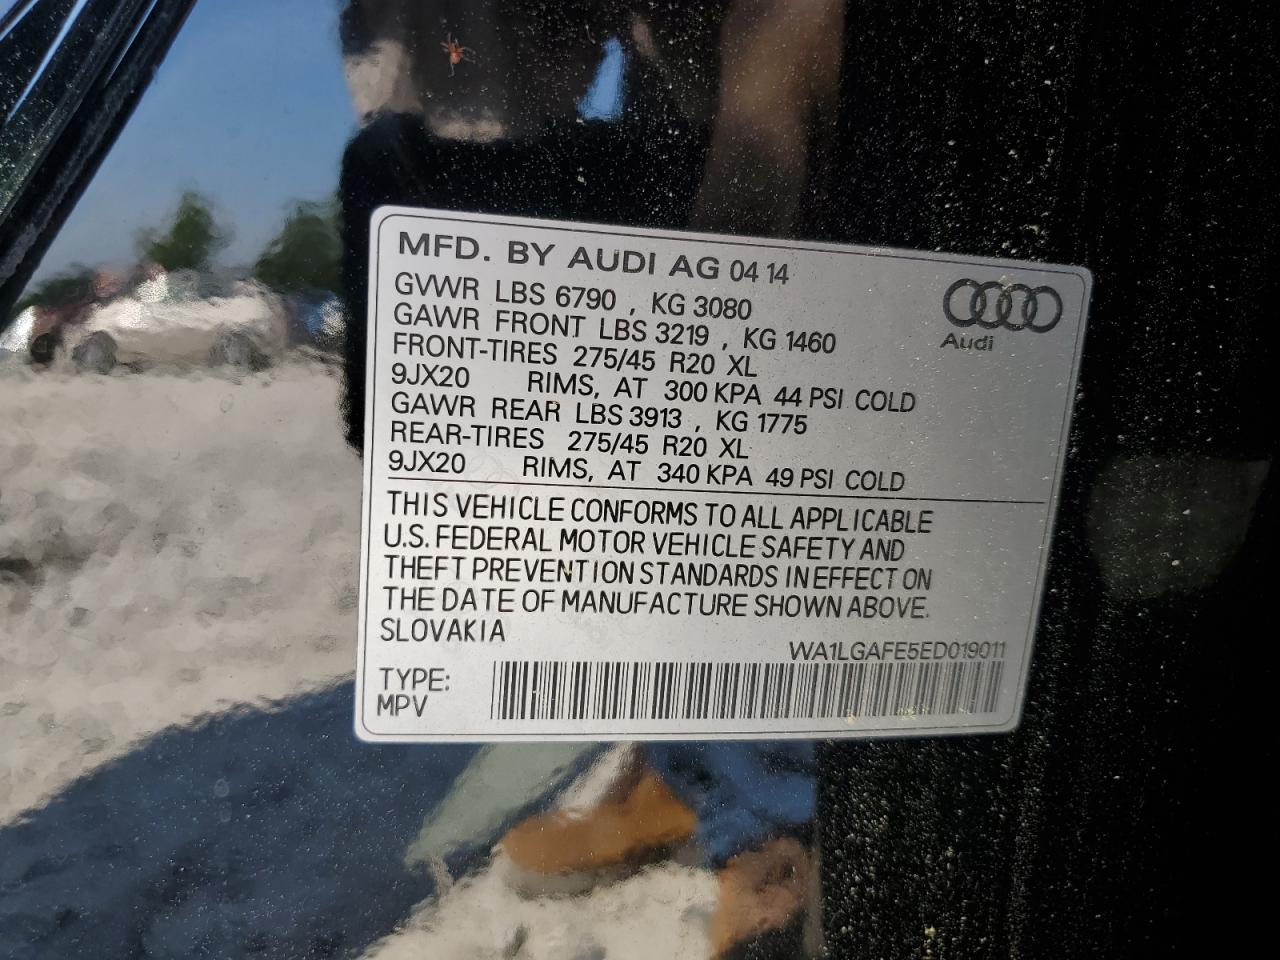 MFD. BY AUDI AG 04 14
GVWR LBS 6790 , KG 3080
GAWR FRONT LBS 3219 , KG 1460
FRONT-TIRES 275/45 R20 XL
9JX20 RIMS, AT 300 KPA 44 PSI COLD
GAWR REAR LBS 3913 , KG 1775
REAR-TIRES 275/45 R20 XL
9JX20 RIMS, AT 340 KPA 49 PSI COLD
Audi
THIS VEHICLE CONFORMS TO ALL APPLICABLE
U.S. FEDERAL MOTOR VEHICLE SAFETY AND
THEFT PREVENTION STANDARDS IN EFFECT ON
THE DATE OF MANUFACTURE SHOWN ABOVE.
SLOVAKIA
WA1LGAFE5ED019011
TYPE:
MPV